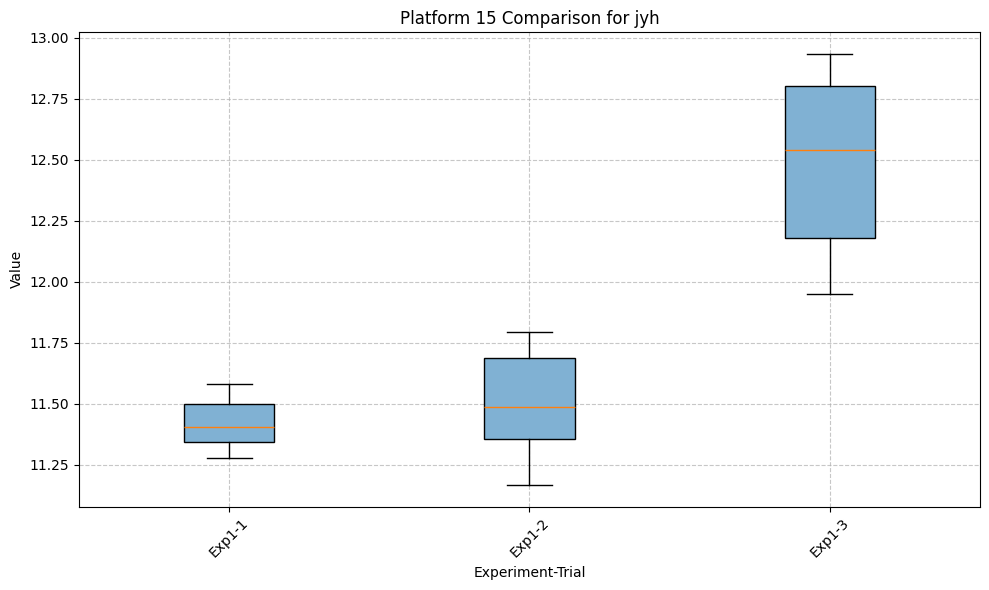 Platform 15 Comparison for jyh
Value
13.00
12.75
12.50
12.25
12.00
11.75
11.50
11.25
Exp1-1
Exp1-2
Exp1-3
Experiment-Trial